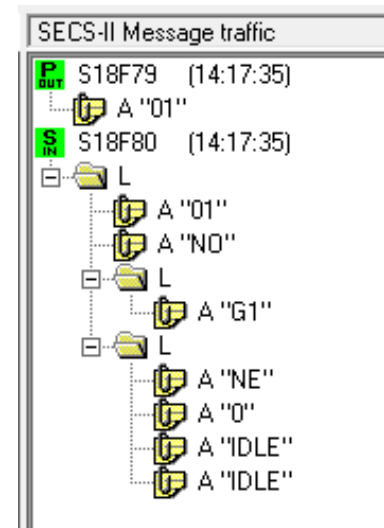 SECS-II Message traffic
P OUT S18F79 (14:17:35)
A "01"
S IN S18F80 (14:17:35)
L
A "01"
A "NO"
L
A "G1"
L
A "NE"
A "0"
A "IDLE"
A "IDLE"